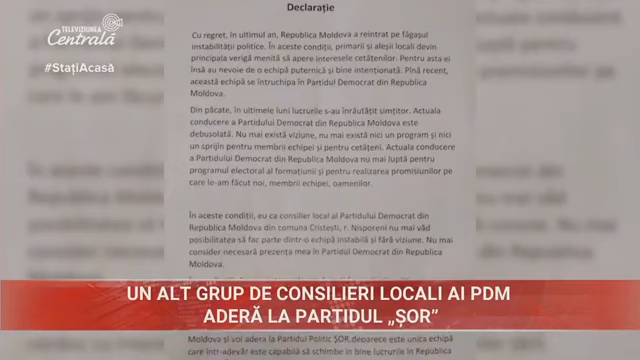 Declarație
TELEVIZIUNEA
Centrală
#StațiAcasă
Cu regret, în ultimul an, Republica Moldova a reintrat pe făgașul
instabilității politice. În aceste condiții, primarii și aleșii locali devin
principala verigă menită să apere interesele cetățenilor. Pentru asta ei
însă au nevoie de o echipă puternică și bine intenționată. Pînă recent,
această echipă se întruchipa în Partidul Democrat din Republica
Moldova.
Din păcate, în ultimele luni lucrurile s-au înrăutățit simțitor. Actuala
conducere a Partidului Democrat din Republica Moldova este
debusolată. Nu mai există viziune, nu mai există nici un program și nici
un sprijin pentru membrii echipei și pentru cetățeni. Actuala conducere
a Partidului Democrat din Republica Moldova nu mai luptă pentru
programul electoral al formațiunii și pentru realizarea promisiunilor pe
care le-am făcut noi, membrii echipei, oamenilor.
În aceste condiții, eu ca consilier local al Partidului Democrat din
Republica Moldova din comuna Cristești, r. Nisporeni nu mai văd
posibilitatea să fac parte dintr-o echipă instabilă și fără viziune. Nu mai
consider necesară prezența mea în Partidul Democrat din Republica
Moldova.
UN ALT GRUP DE CONSILIERI LOCALI AI PDM
ADERĂ LA PARTIDUL „ȘOR”
Moldova și voi adera la Partidul Politic ȘOR, deoarece este unica echipă
care într-adevăr este capabilă să schimbe în bine lucrurile în Republica